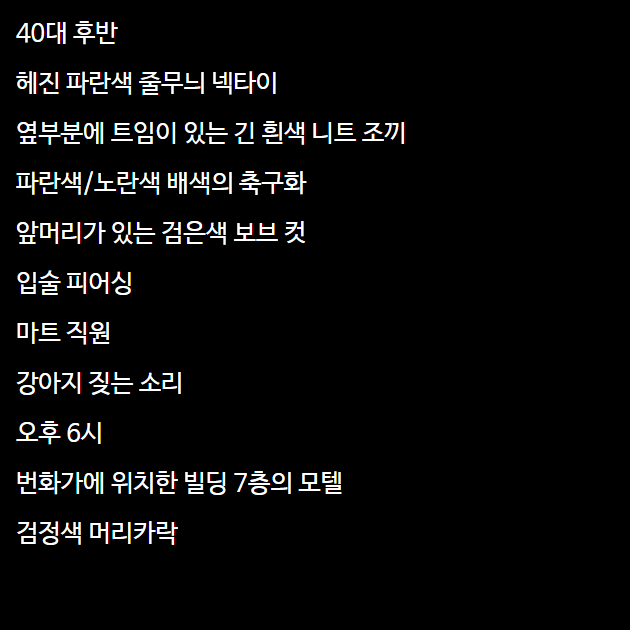 40대 후반
헤진 파란색 줄무늬 넥타이
옆부분에 트임이 있는 긴 흰색 니트 조끼
파란색/노란색 배색의 축구화
앞머리가 있는 검은색 보브 컷
입술 피어싱
마트 직원
강아지 짖는 소리
오후 6시
번화가에 위치한 빌딩 7층의 모텔
검정색 머리카락